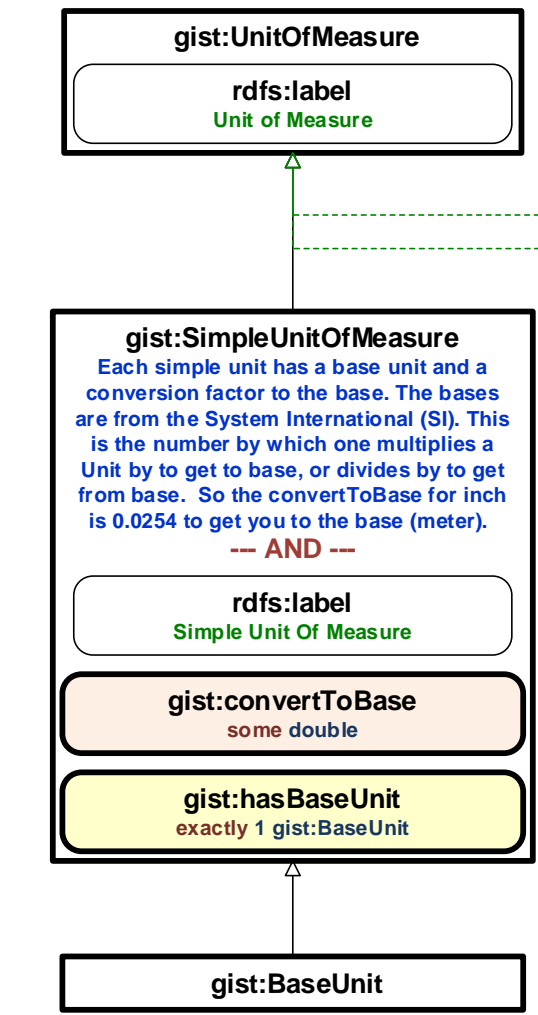 gist:UnitOfMeasure
rdfs:label
Unit of Measure
gist:SimpleUnitOfMeasure
Each simple unit has a base unit and a
conversion factor to the base. The bases
are from the System International (SI). This
is the number by which one multiplies a
Unit by to get to base, or divides by to get
from base.  So the convertToBase for inch
is 0.0254 to get you to the base (meter).
--- AND ---
rdfs:label
Simple Unit Of Measure
gist:convertToBase
some double
gist:hasBaseUnit
exactly 1 gist:BaseUnit
gist:BaseUnit